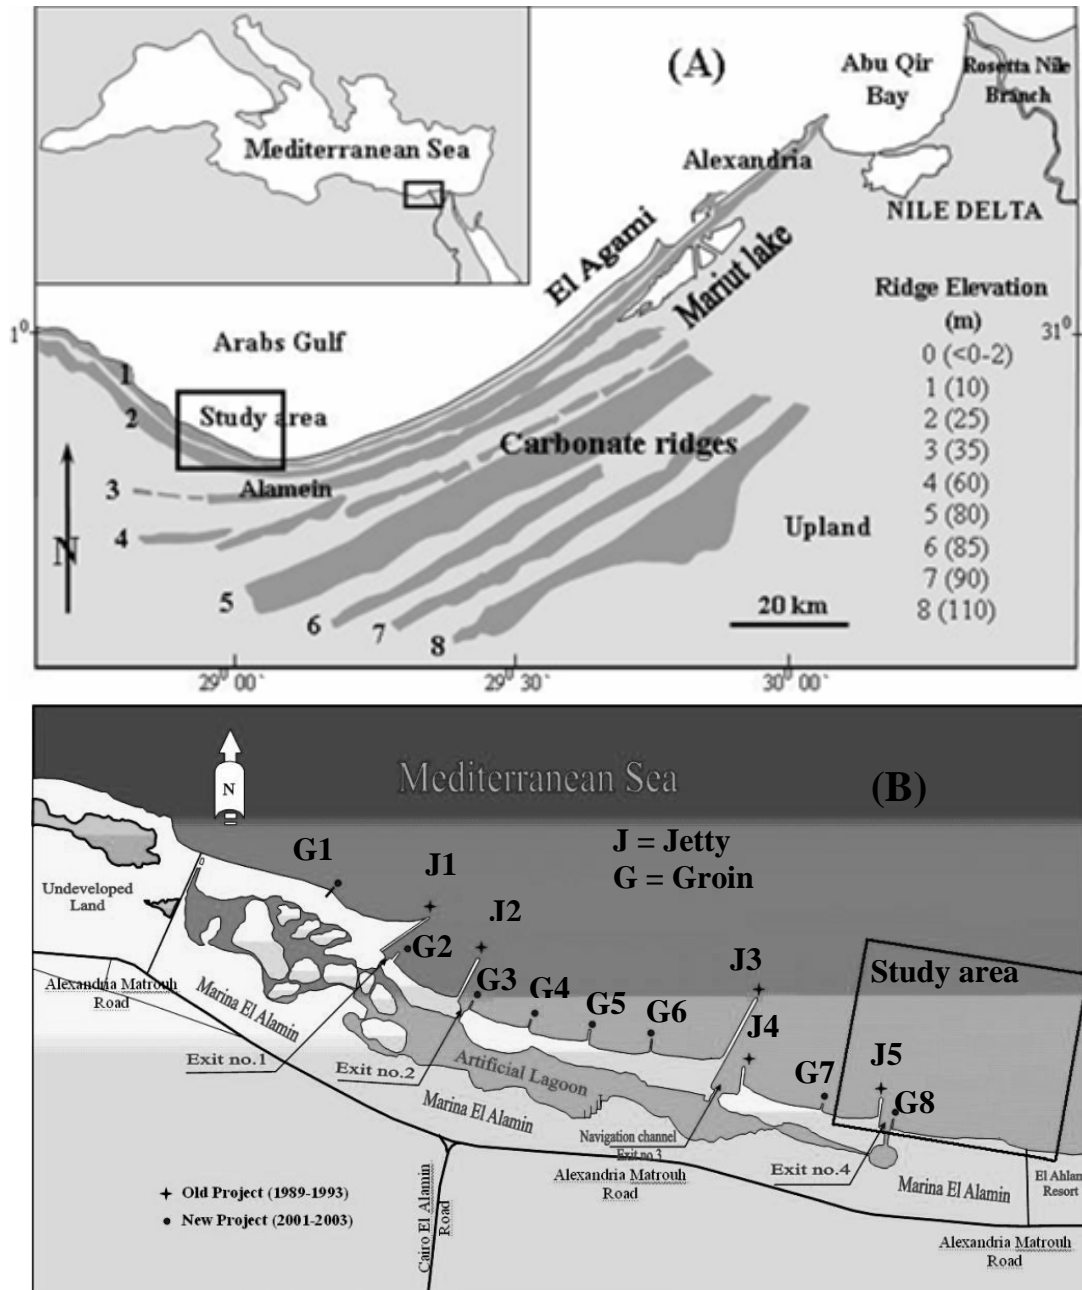 (A)
Abu Qir
Bay
Rosetta Nile
Branch
Mediterranean Sea
Alexandria
NILE DELTA
El Agami
Mariut lake
Ridge Elevation
(m)
1⁰
Arabs Gulf
31⁰
0 (<0-2)
1
1 (10)
Study area
2
2 (25)
Carbonate ridges
3 (35)
3
Alamein
4 (60)
4
N
Upland
5 (80)
6 (85)
5
7 (90)
6
7
8
20 km
8 (110)
29⁰ 00`
29⁰ 30`
30⁰ 00`
Mediterranean Sea
(B)
N
J = Jetty
G = Groin
G1
J1
Undeveloped
Land
J2
G2
J3
Study area
G3
G4
G5
G6
J4
Alexandria Matrouh
Road
Marina El Alamin
J5
G7
G8
Exit no.1
Exit no.2
Artificial Lagoon
Marina El Alamin
Navigation channel
Exit no.3
Alexandria Matrouh
Road
Exit no.4
Marina El Alamin
El Ahlam
Resort
Old Project (1989-1993)
New Project (2001-2003)
Cairo El Alamin
Road
Alexandria Matrouh
Road